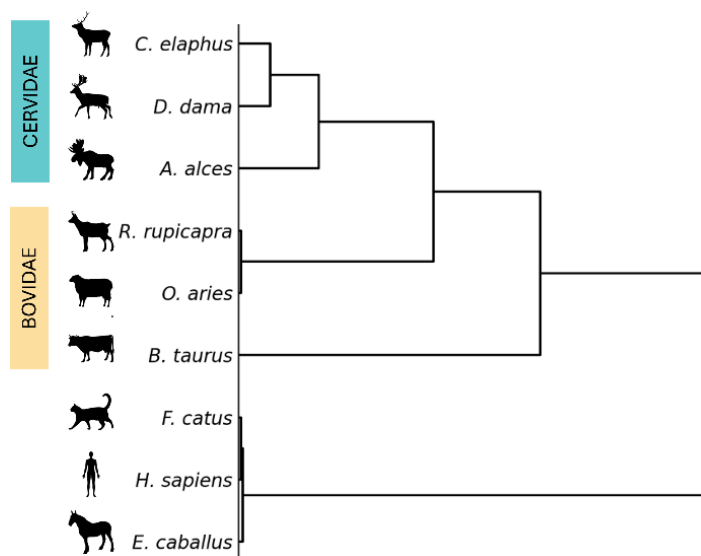 CERVIDAE
C. elaphus
D. dama
A. alces
BOVIDAE
R. rupicapra
O. aries
B. taurus
F. catus
H. sapiens
E. caballus